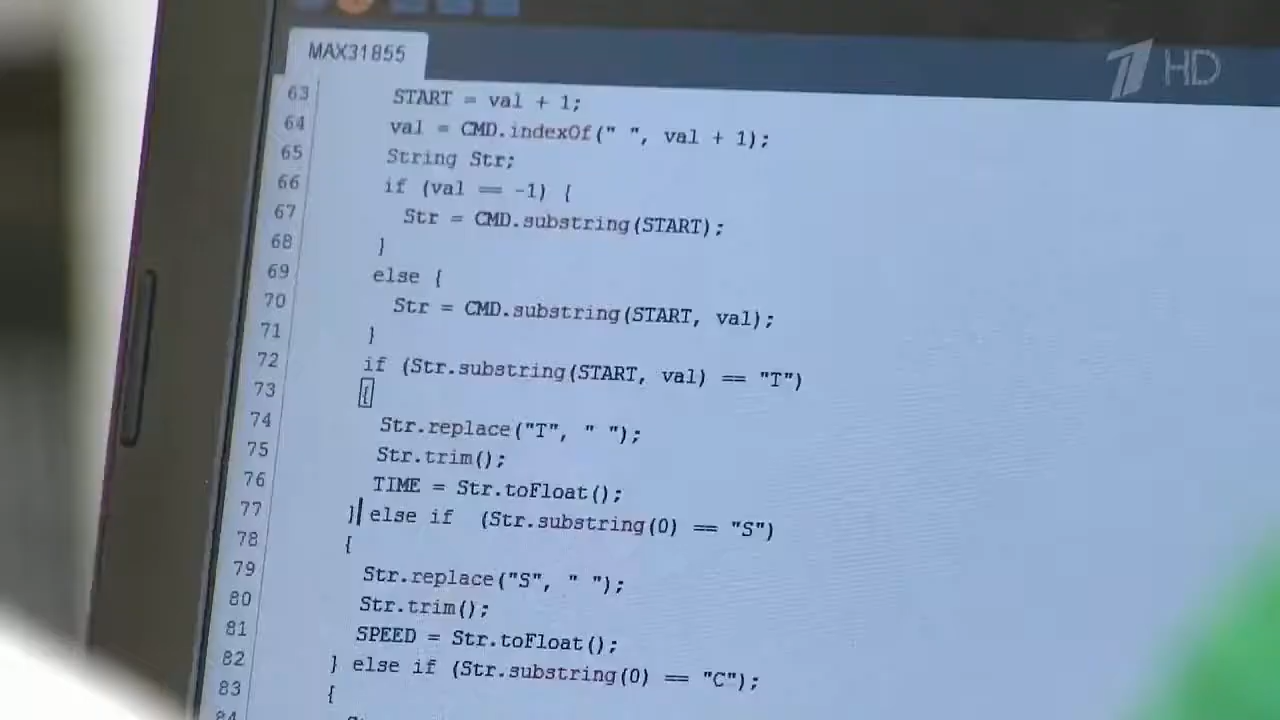 MAX31855
1 HD
63 START = val + 1;
64 val = CMD.indexOf(" ", val + 1);
65 String Str;
66 if (val == -1) {
67 Str = CMD.substring(START);
68 }
69 else {
70 Str = CMD.substring(START, val);
71 }
72 if (Str.substring(START, val) == "T")
73 {
74 Str.replace("T", " ");
75 Str.trim();
76 TIME = Str.toFloat();
77 } else if (Str.substring(0) == "S")
78 {
79 Str.replace("S", " ");
80 Str.trim();
81 SPEED = Str.toFloat();
82 } else if (Str.substring(0) == "C");
83 {
84